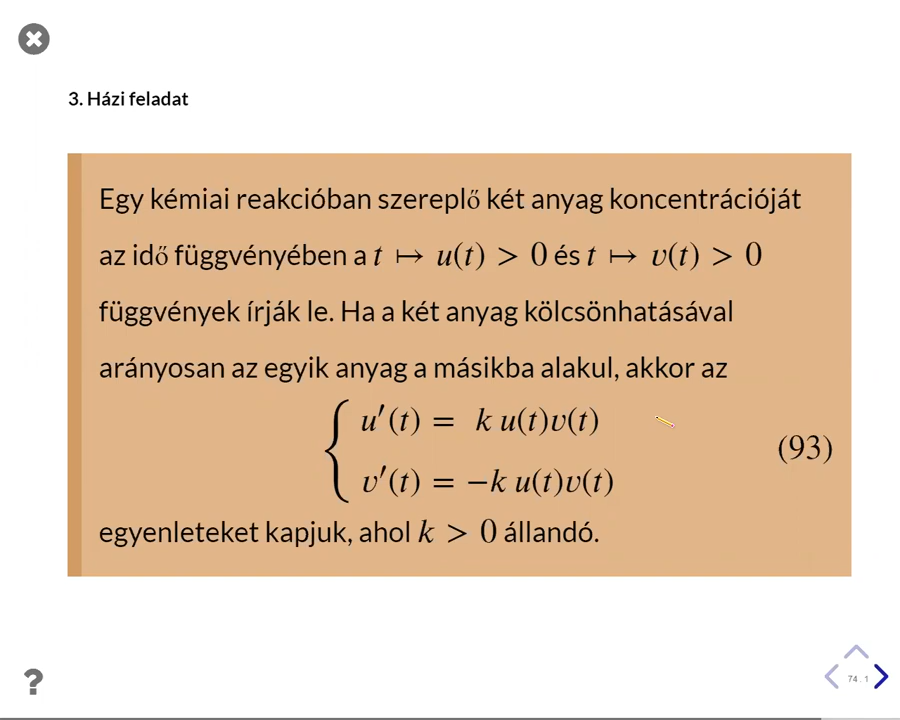 3. Házi feladat
Egy kémiai reakcióban szereplő két anyag koncentrációját
az idő függvényében a t ↦ u(t) > 0 és t ↦ v(t) > 0
függvények írják le. Ha a két anyag kölcsönhatásával
arányosan az egyik anyag a másikba alakul, akkor az
u′(t) = k u(t)v(t)
v′(t) = −k u(t)v(t)
(93)
egyenleteket kapjuk, ahol k > 0 állandó.
?
74 . 1